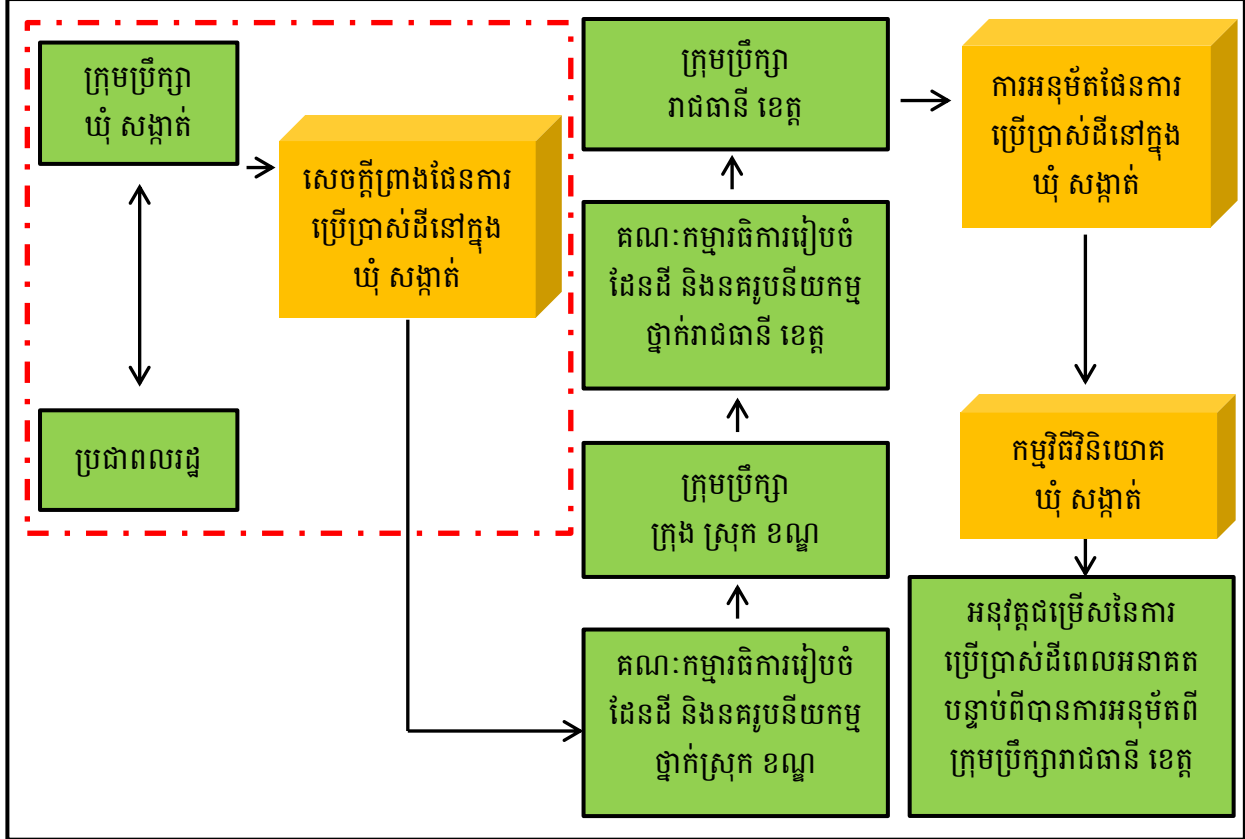 ក្រុមប្រឹក្សា
ឃុំ សង្កាត់
ប្រជាពលរដ្ឋ
សេចក្តីព្រាងផែនការ
ប្រើប្រាស់ដីនៅក្នុង
ឃុំ សង្កាត់
គណៈកម្មារធិការរៀបចំ
ដែនដី និងនគរូបនីយកម្ម
ថ្នាក់ស្រុក ខណ្ឌ
ក្រុមប្រឹក្សា
ក្រុង ស្រុក ខណ្ឌ
គណៈកម្មារធិការរៀបចំ
ដែនដី និងនគរូបនីយកម្ម
ថ្នាក់រាជធានី ខេត្ត
ក្រុមប្រឹក្សា
រាជធានី ខេត្ត
ការអនុម័តផែនការ
ប្រើប្រាស់ដីនៅក្នុង
ឃុំ សង្កាត់
កម្មវិធីវិនិយោគ
ឃុំ សង្កាត់
អនុវត្តជម្រើសនៃការ
ប្រើប្រាស់ដីពេលអនាគត
បន្ទាប់ពីបានការអនុម័តពី
ក្រុមប្រឹក្សារាជធានី ខេត្ត